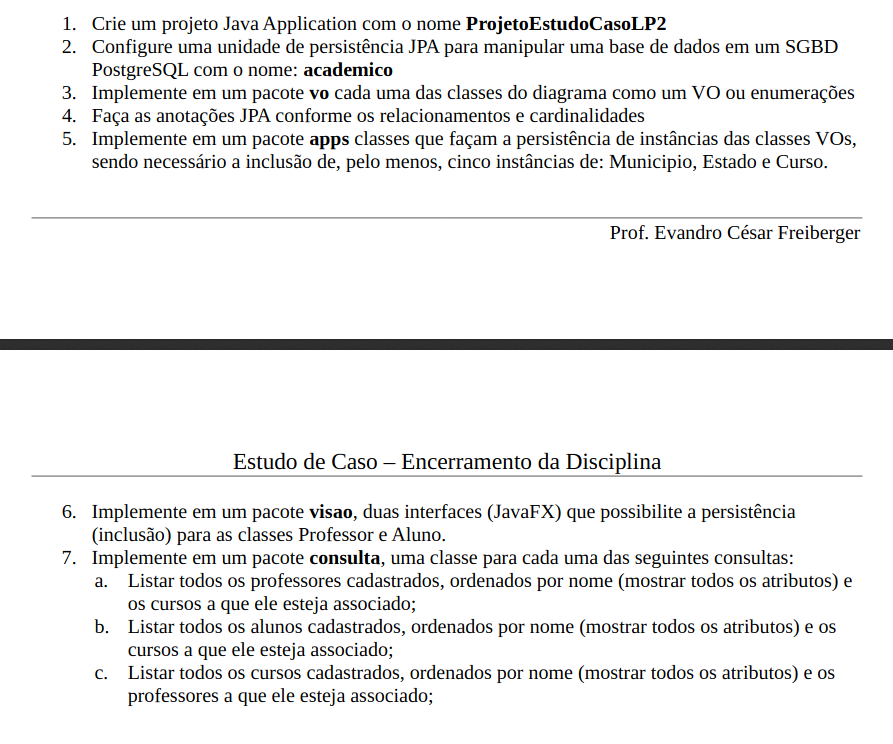 1. Crie um projeto Java Application com o nome ProjetoEstudoCasoLP2
2. Configure uma unidade de persistência JPA para manipular uma base de dados em um SGBD
PostgreSQL com o nome: academico
3. Implemente em um pacote vo cada uma das classes do diagrama como um VO ou enumerações
4. Faça as anotações JPA conforme os relacionamentos e cardinalidades
5. Implemente em um pacote apps classes que façam a persistência de instâncias das classes VOs,
sendo necessário a inclusão de, pelo menos, cinco instâncias de: Municipio, Estado e Curso.
Prof. Evandro César Freiberger
Estudo de Caso – Encerramento da Disciplina
6. Implemente em um pacote visao, duas interfaces (JavaFX) que possibilite a persistência
(inclusão) para as classes Professor e Aluno.
7. Implemente em um pacote consulta, uma classe para cada uma das seguintes consultas:
a. Listar todos os professores cadastrados, ordenados por nome (mostrar todos os atributos) e
os cursos a que ele esteja associado;
b. Listar todos os alunos cadastrados, ordenados por nome (mostrar todos os atributos) e os
cursos a que ele esteja associado;
c. Listar todos os cursos cadastrados, ordenados por nome (mostrar todos os atributos) e os
professores a que ele esteja associado;